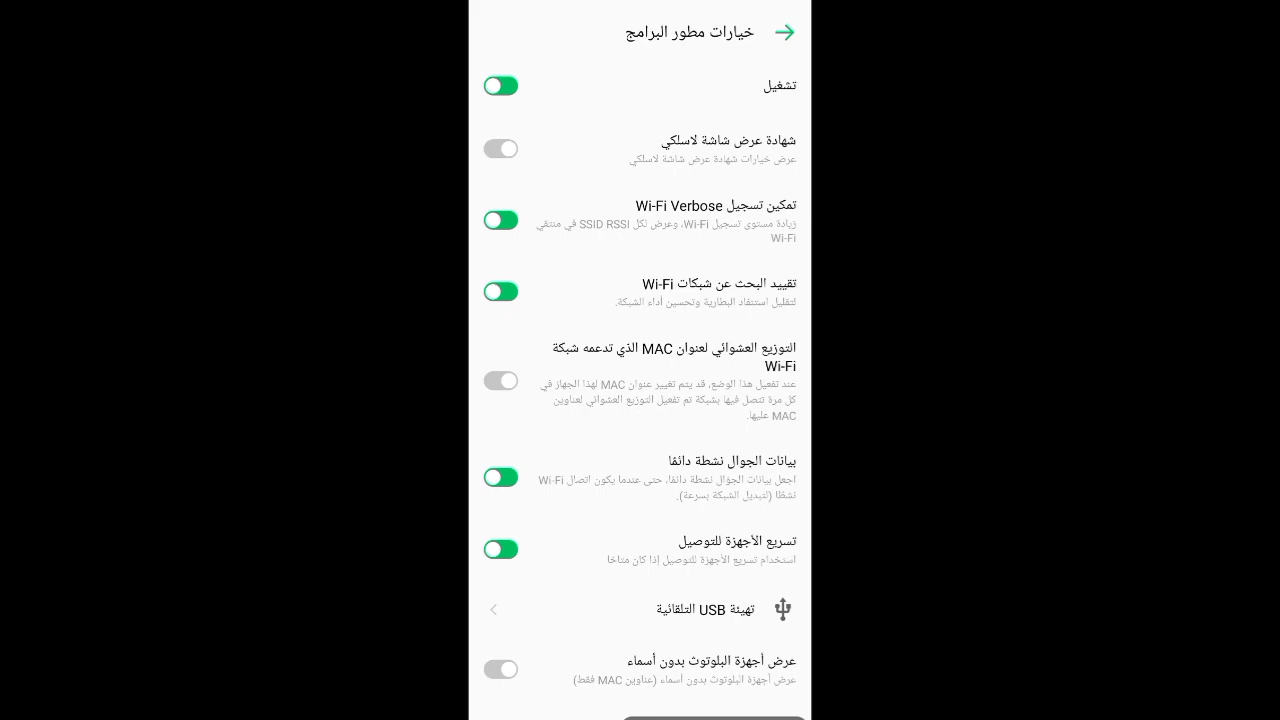 خيارات مطور البرامج
تشغيل
شهادة عرض شاشة لاسلكي
عرض خيارات شهادة عرض شاشة لاسلكي
تمكين تسجيل Wi-Fi Verbose
زيادة مستوى تسجيل Wi-Fi، وعرض لكل SSID RSSI في منتقي
Wi-Fi
تقييد البحث عن شبكات Wi-Fi
لتقليل استنفاد البطارية وتحسين أداء الشبكة.
التوزيع العشوائي لعنوان MAC الذي تدعمه شبكة
Wi-Fi
عند تفعيل هذا الوضع، قد يتم تغيير عنوان MAC لهذا الجهاز في
كل مرة تتصل فيها بشبكة تم تفعيل التوزيع العشوائي لعناوين
MAC عليها.
بيانات الجوال نشطة دائمًا
اجعل بيانات الجوّال نشطة دائمًا، حتى عندما يكون اتصال Wi-Fi
نشطًا (لتبديل الشبكة بسرعة).
تسريع الأجهزة للتوصيل
استخدام تسريع الأجهزة للتوصيل إذا كان متاحًا
تهيئة USB التلقائية
عرض أجهزة البلوتوث بدون أسماء
عرض أجهزة البلوتوث بدون أسماء (عناوين MAC فقط)